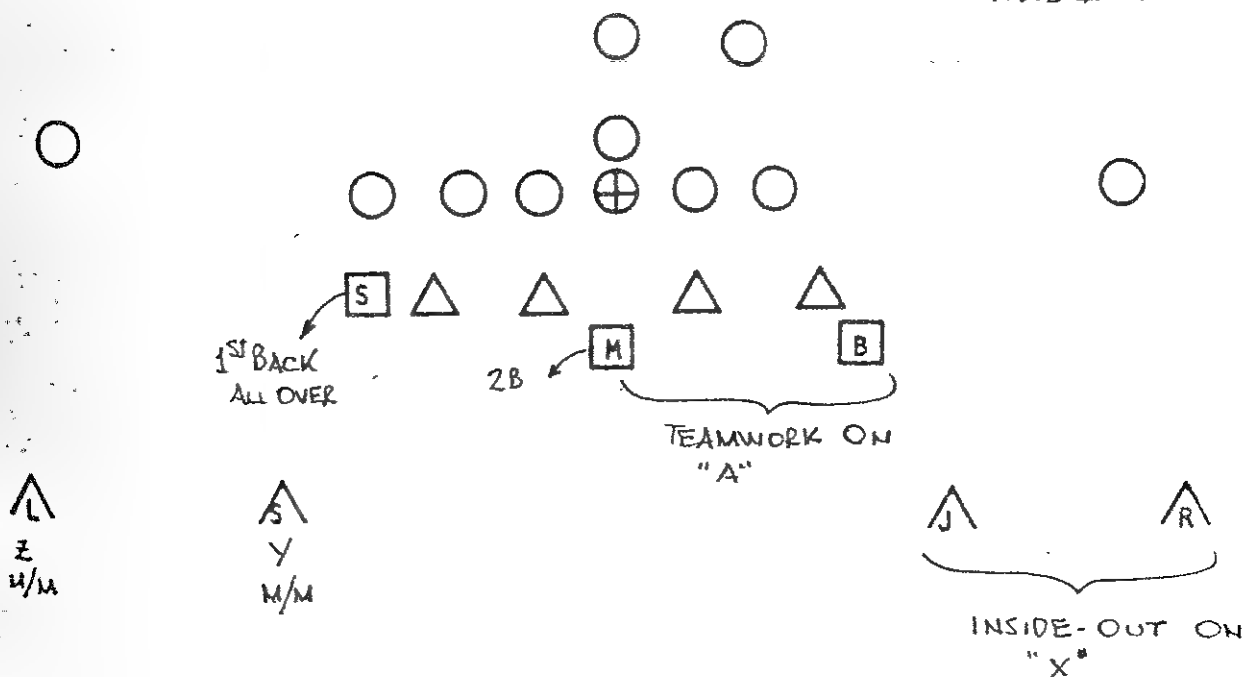 S
1ST BACK
ALL OVER
M
2B
B
TEAMWORK ON
"A"
L
Z
M/M
S
Y
M/M
J
R
INSIDE-OUT ON
"X"